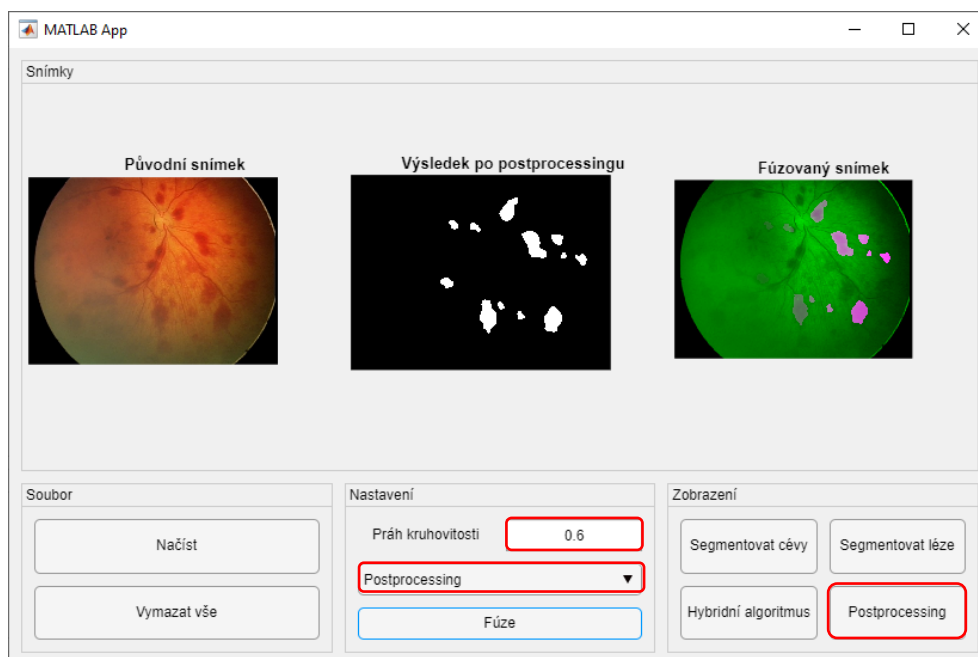 MATLAB App
Snímky
Původní snímek
Výsledek po postprocessingu
Fúzovaný snímek
Soubor
Načíst
Vymazat vše
Nastavení
Práh kruhovitosti 0.6
Postprocessing
Fúze
Zobrazení
Segmentovat cévy Segmentovat léze
Hybridní algoritmus Postprocessing